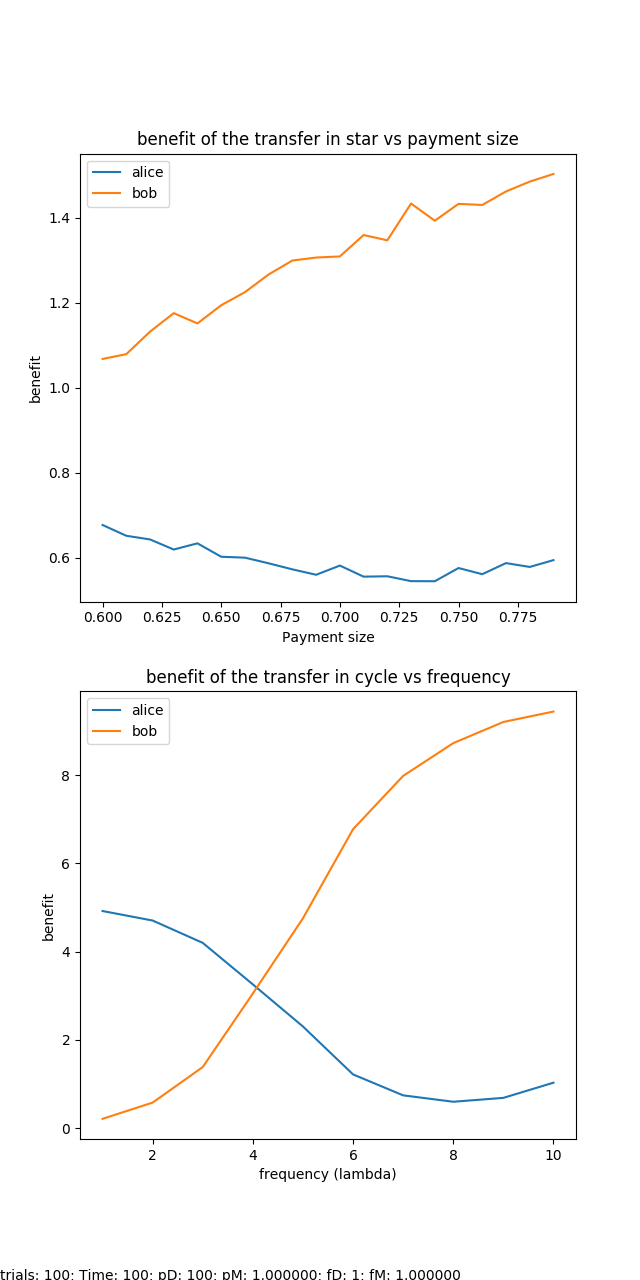 benefit of the transfer in star vs payment size
alice
bob
1.4
1.2
1.0
0.8
0.6
benefit
0.600 0.625 0.650 0.675 0.700 0.725 0.750 0.775
Payment size
benefit of the transfer in cycle vs frequency
alice
bob
8
6
4
2
0
benefit
2 4 6 8 10
frequency (lambda)
trials: 100; Time: 100; pD: 100; pM: 1.000000; fD: 1; fM: 1.000000